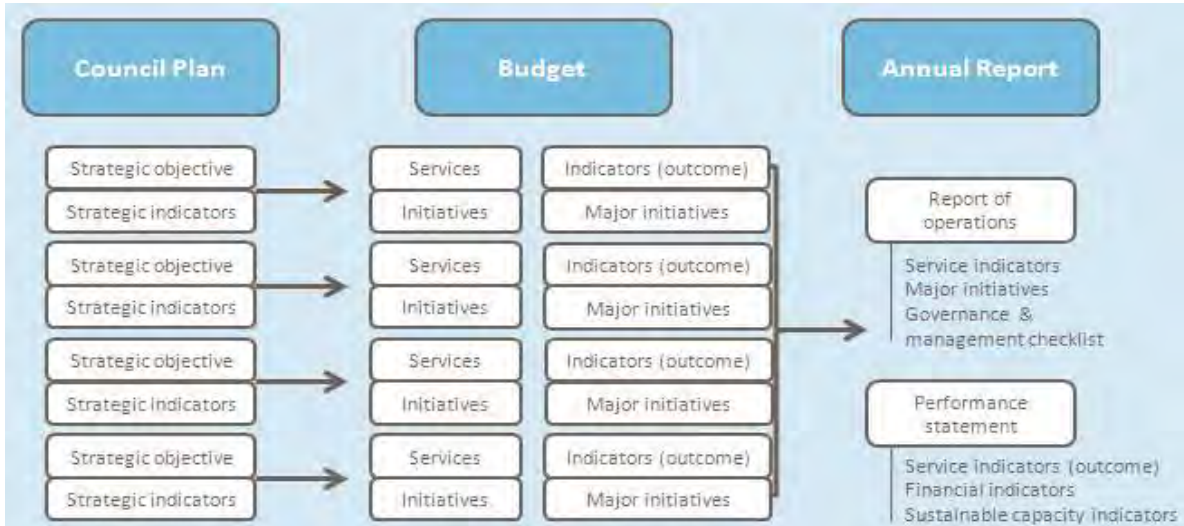 Council Plan
Budget
Annual Report
Strategic objective
Strategic indicators
Strategic objective
Strategic indicators
Strategic objective
Strategic indicators
Strategic objective
Strategic indicators
Services
Initiatives
Services
Initiatives
Services
Initiatives
Services
Initiatives
Indicators (outcome)
Major initiatives
Indicators (outcome)
Major initiatives
Indicators (outcome)
Major initiatives
Indicators (outcome)
Major initiatives
Report of
operations
Service indicators
Major initiatives
Governance &
management checklist
Performance
statement
Service indicators (outcome)
Financial indicators
Sustainable capacity indicators